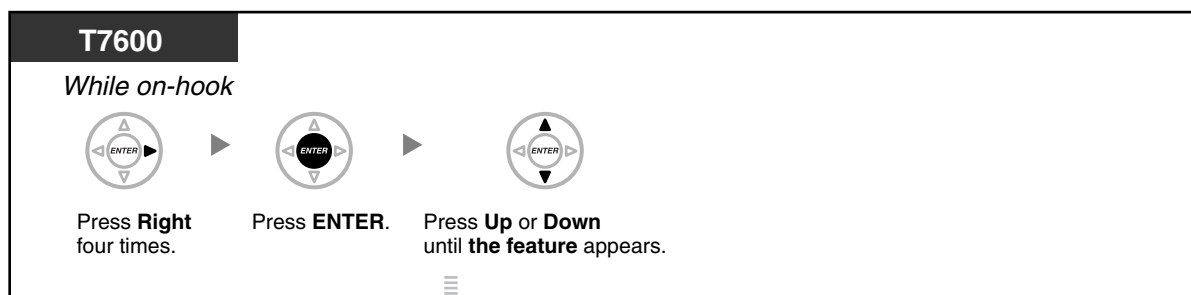 T7600
While on-hook
ENTER ENTER ENTER
Press Right Press ENTER. Press Up or Down
four times. until the feature appears.